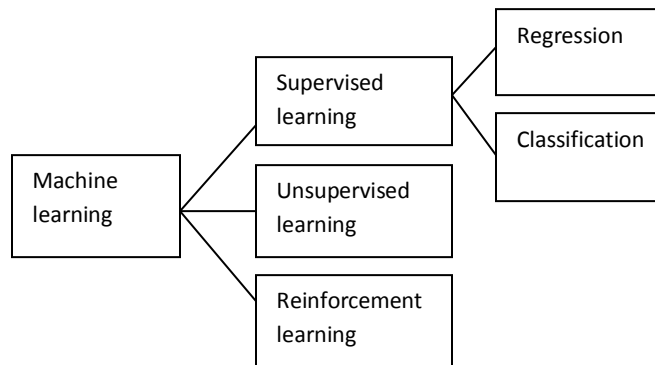 Regression
Supervised
learning
Classification
Machine
learning
Unsupervised
learning
Reinforcement
learning